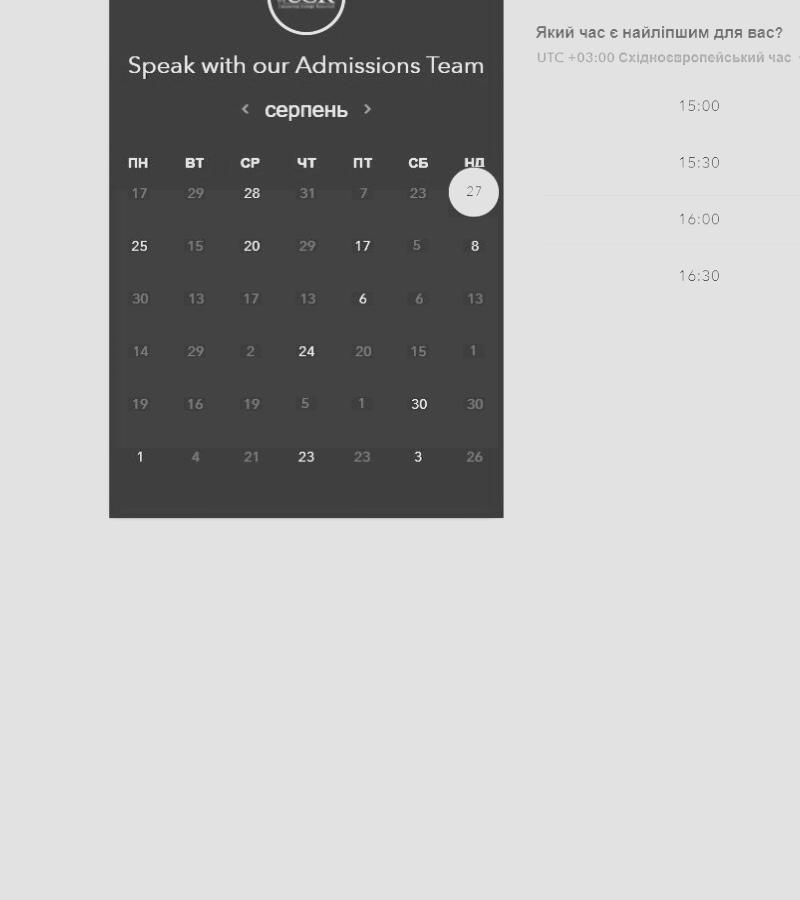 Speak with our Admissions Team
‹ серпень ›
ПН ВТ СР ЧТ ПТ СБ НД
17 29 28 31 7 23 27
25 15 20 29 17 5 8
30 13 17 13 6 6 13
14 29 2 24 20 15 1
19 16 19 5 1 30 30
1 4 21 23 23 3 26
Який час є найліпшим для вас?
UTC +03:00 Східноєвропейський час
15:00
15:30
16:00
16:30